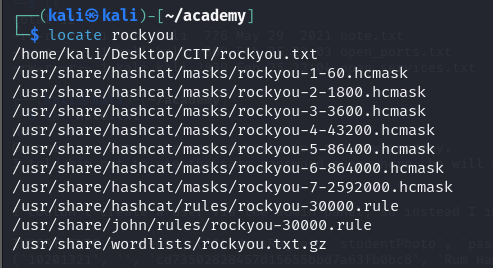 ┌──(kali㉿kali)-[~/academy]
└─$ locate rockyou
/home/kali/Desktop/CIT/rockyou.txt
/usr/share/hashcat/masks/rockyou-1-60.hcmask
/usr/share/hashcat/masks/rockyou-2-1800.hcmask
/usr/share/hashcat/masks/rockyou-3-3600.hcmask
/usr/share/hashcat/masks/rockyou-4-43200.hcmask
/usr/share/hashcat/masks/rockyou-5-86400.hcmask
/usr/share/hashcat/masks/rockyou-6-864000.hcmask
/usr/share/hashcat/masks/rockyou-7-2592000.hcmask
/usr/share/hashcat/rules/rockyou-30000.rule
/usr/share/john/rules/rockyou-30000.rule
/usr/share/wordlists/rockyou.txt.gz